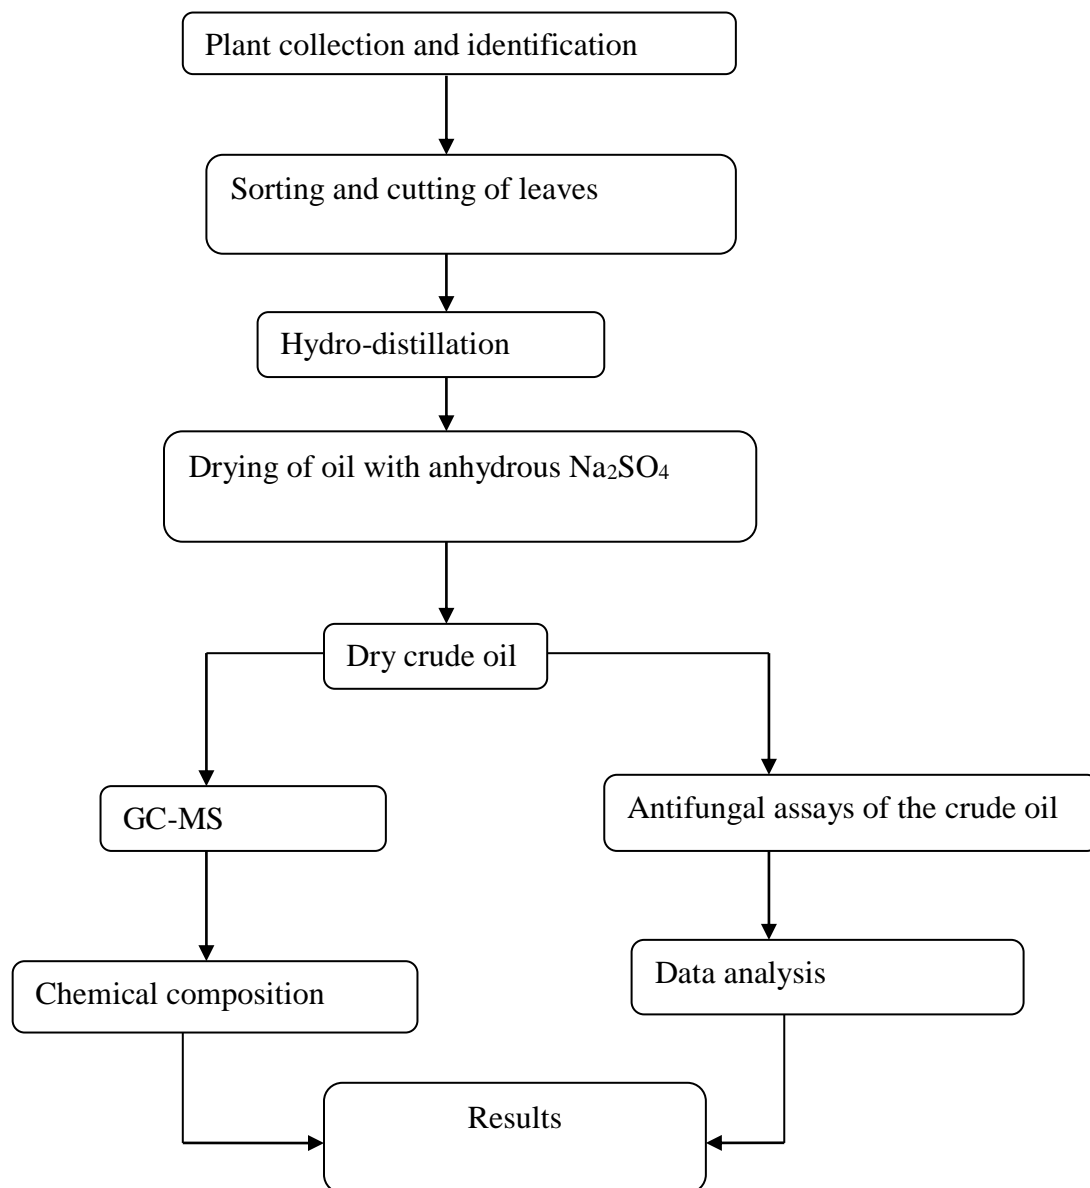 Plant collection and identification
Sorting and cutting of leaves
Hydro-distillation
Drying of oil with anhydrous Na₂SO₄
Dry crude oil
GC-MS
Antifungal assays of the crude oil
Chemical composition
Data analysis
Results